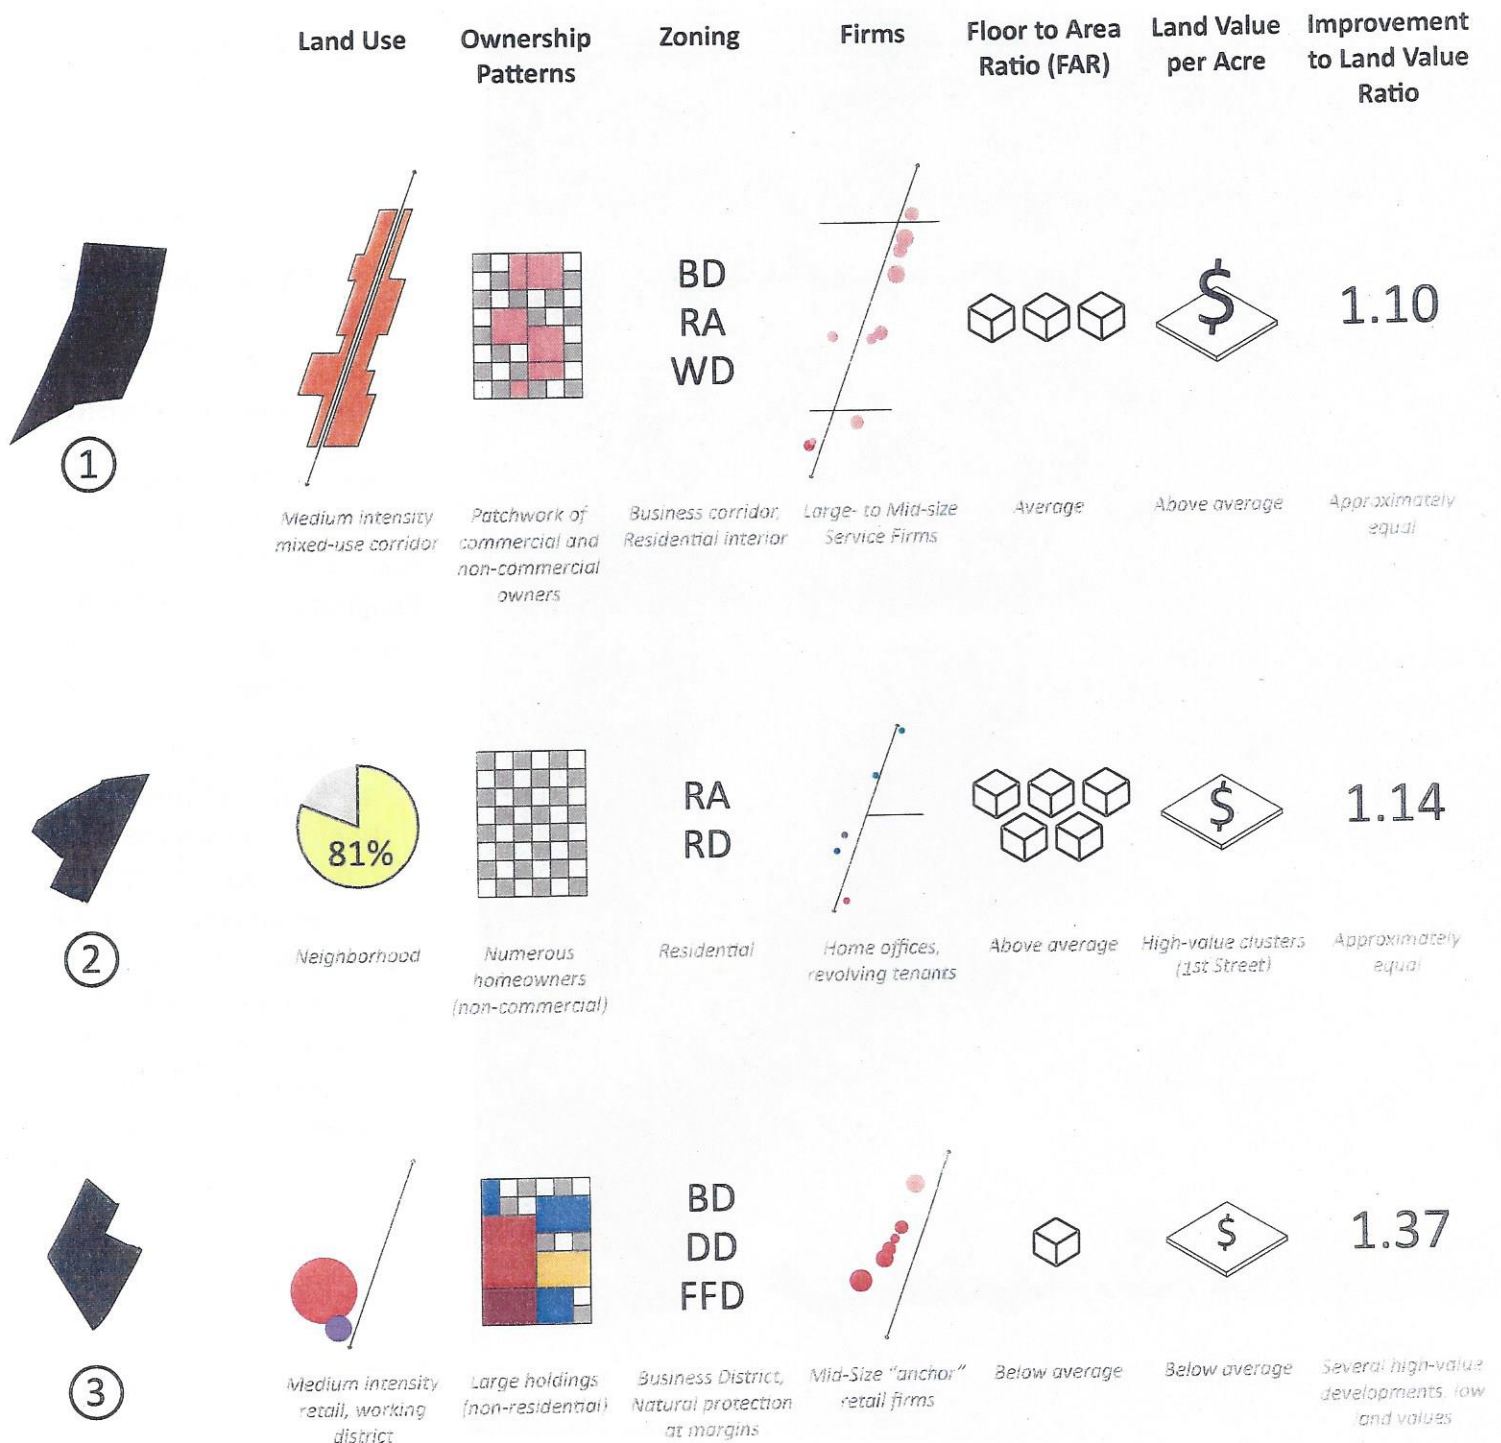 Land Use
Ownership
Patterns
Zoning
Firms
Floor to Area
Ratio (FAR)
Land Value
per Acre
Improvement
to Land Value
Ratio
1
Medium intensity
mixed-use corridor
Patchwork of
commercial and
non-commercial
owners
BD
RA
WD
Business corridor,
Residential interior
Large- to Mid-size
Service Firms
Average
Above average
1.10
Approximately
equal
2
81%
Neighborhood
Numerous
homeowners
(non-commercial)
RA
RD
Residential
Home offices,
revolving tenants
Above average
$
$
High-value clusters
(1st Street)
1.14
Approximately
equal
3
Medium intensity
retail, working
district
Large holdings
(non-residential)
BD
DD
FFD
Business District,
Natural protection
at margins
Mid-Size "anchor"
retail firms
Below average
$
Below average
1.37
Several high-value
developments, low
land values